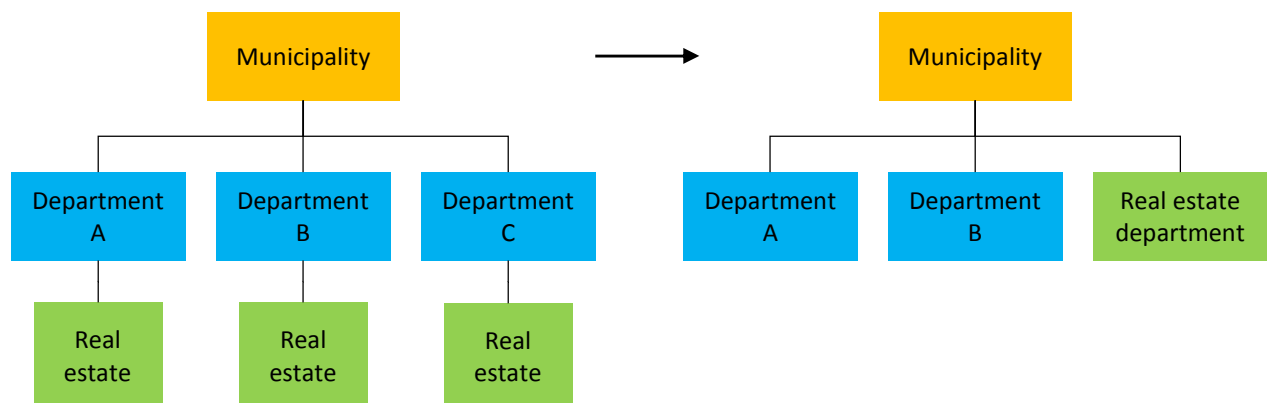 Municipality
Department
A
Department
B
Department
C
Real
estate
Real
estate
Real
estate
Municipality
Department
A
Department
B
Real estate
department